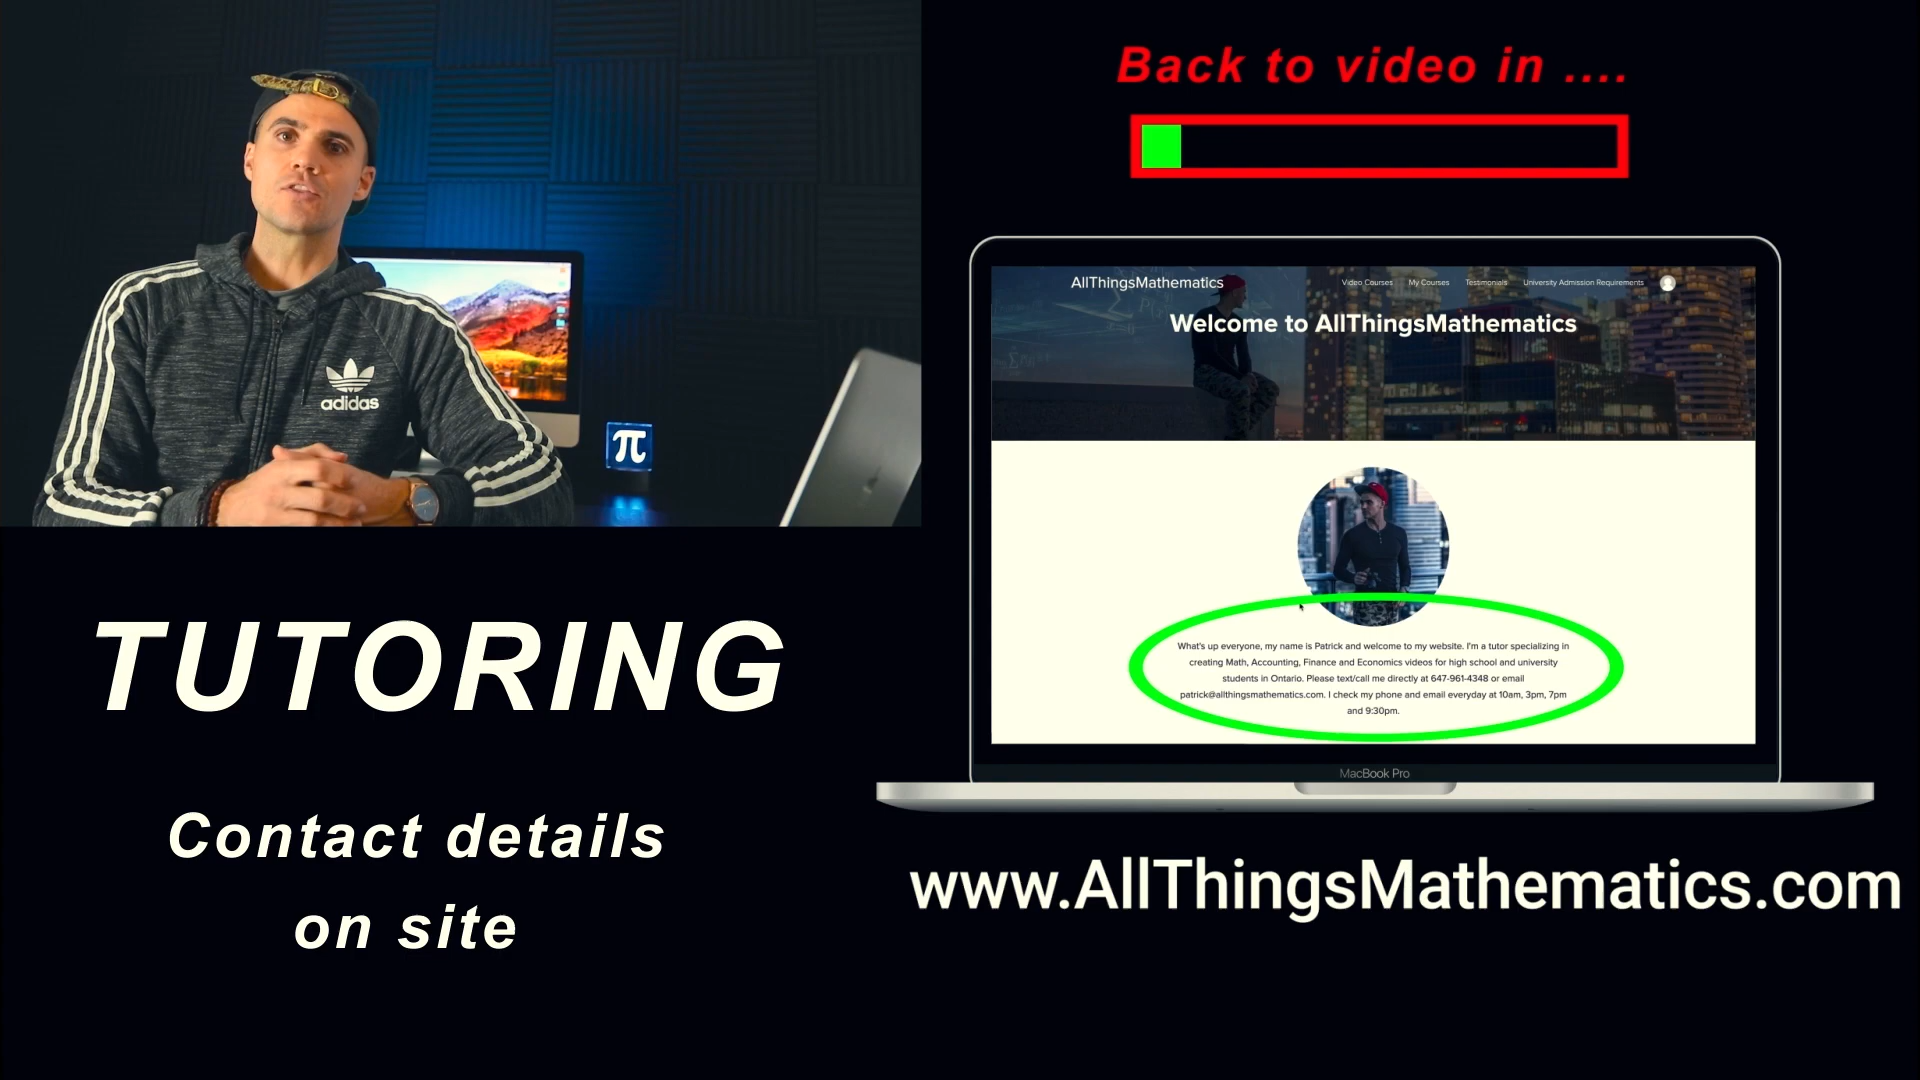 Back to video in ....
adidas
π
AllThingsMathematics
Video Courses
My Courses
Testimonials
University Admission Requirements
Welcome to AllThingsMathematics
What's up everyone, my name is Patrick and welcome to my website. I'm a tutor specializing in
creating Math, Accounting, Finance and Economics videos for high school and university
students in Ontario. Please text/call me directly at 647-961-4348 or email
patrick@allthingsmathematics.com. I check my phone and email everyday at 10am, 3pm, 7pm
and 9:30pm.
MacBook Pro
TUTORING
Contact details
on site
www.AllThingsMathematics.com